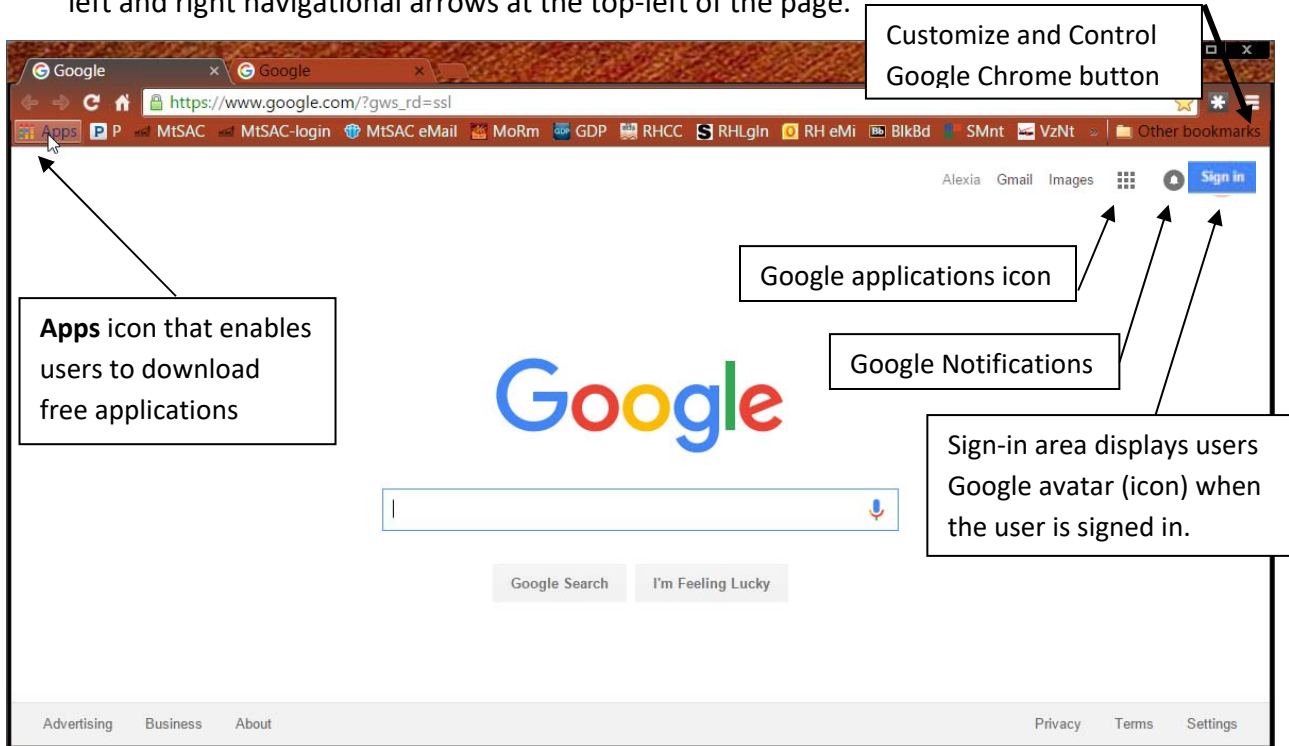 left and right navigational arrows at the top-left of the page.
Customize and Control
Google Chrome button
Google
Google
https://www.google.com/?gws_rd=ssl
Apps P MtSAC MtSAC-login MtSAC eMail MoRm GDP RHCC RHLgIn RH eMi BlkBd SMnt VzNt » Other bookmarks
Alexia Gmail Images Sign in
Google applications icon
Apps icon that enables
users to download
free applications
Google Notifications
Google
Sign-in area displays users
Google avatar (icon) when
the user is signed in.
Google Search I'm Feeling Lucky
Advertising Business About Privacy Terms Settings